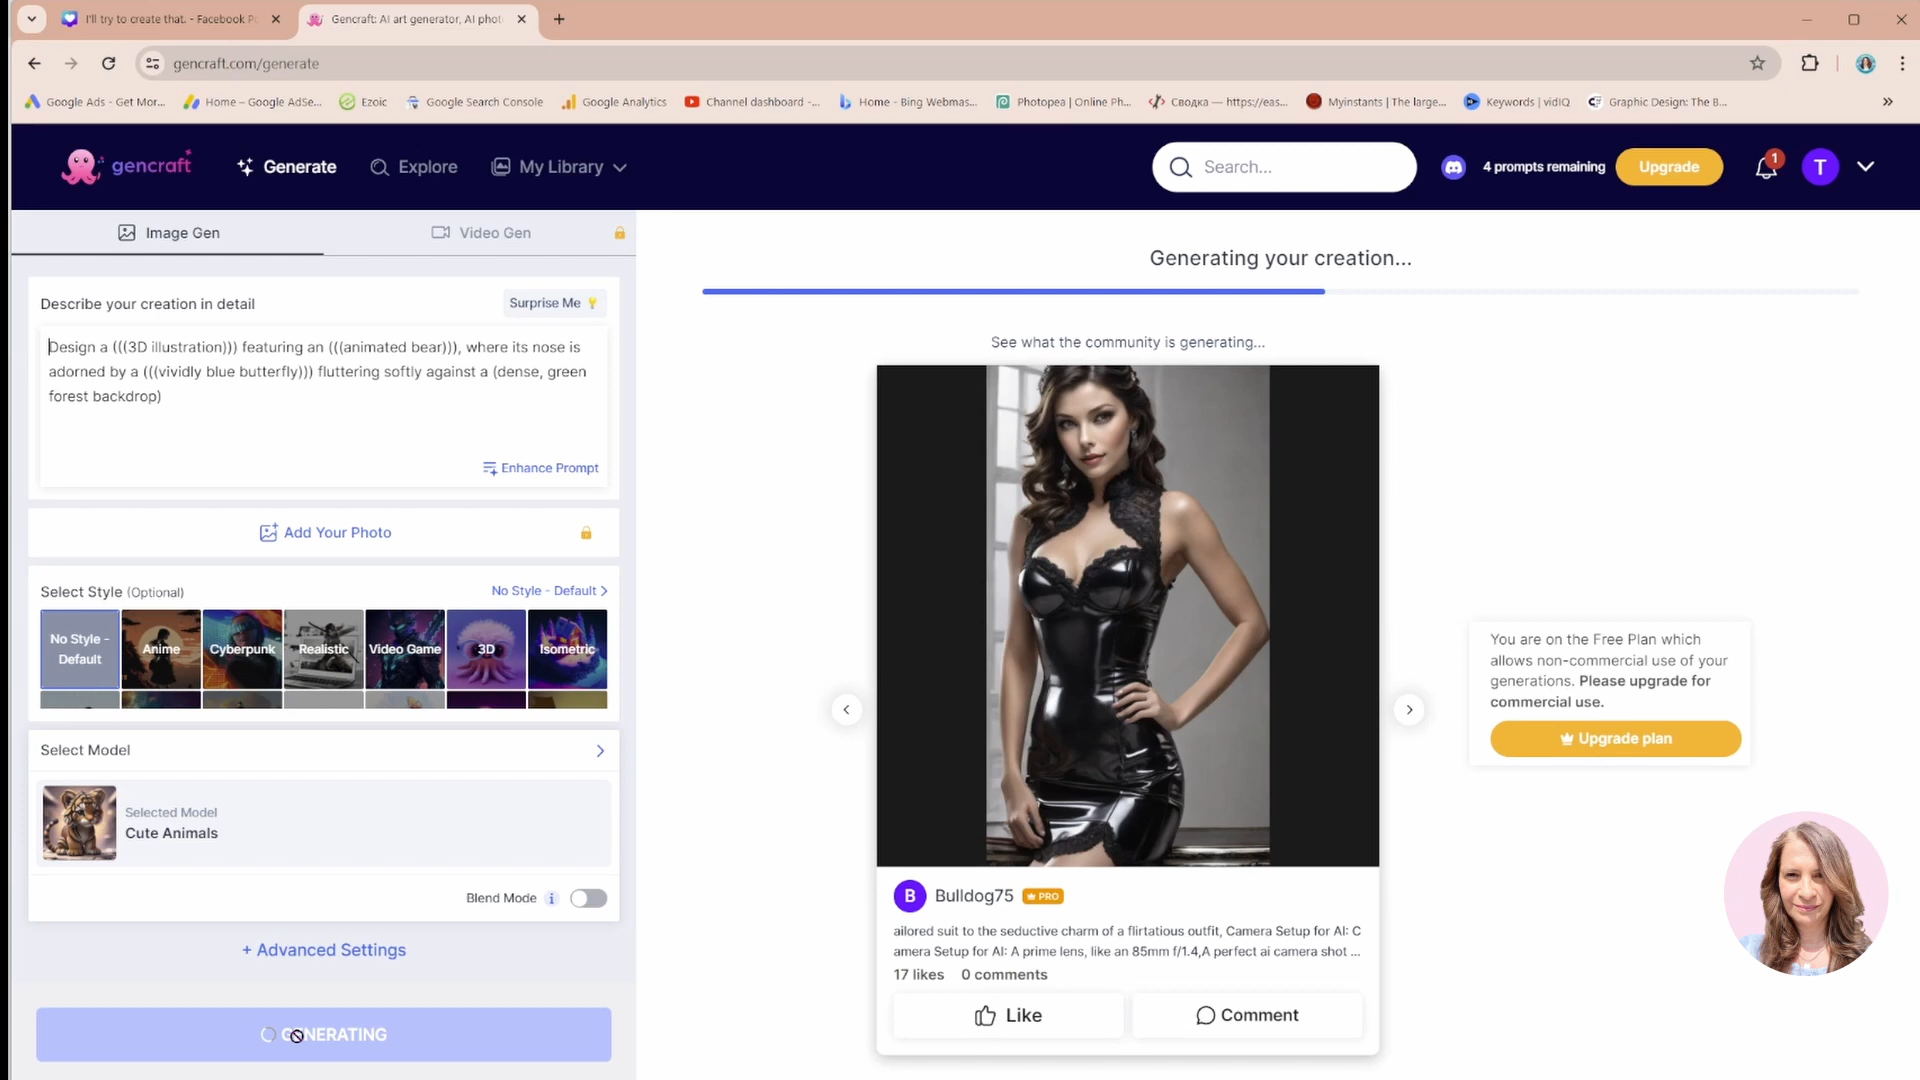 I'll try to create that. - Facebook P
Gencraft: AI art generator, AI phot
gencraft.com/generate
Google Ads - Get Mor...
Home – Google AdSe...
Ezoic
Google Search Console
Google Analytics
Channel dashboard -...
Home - Bing Webmas...
Photopea | Online Ph...
Сводка — https://eas...
Myinstants | The large...
Keywords | vidIQ
Graphic Design: The B...
gencraft
Generate
Explore
My Library
Search...
4 prompts remaining
Upgrade
1
T
Image Gen
Video Gen
Describe your creation in detail
Surprise Me
Design a (((3D illustration))) featuring an (((animated bear))), where its nose is
adorned by a (((vividly blue butterfly))) fluttering softly against a (dense, green
forest backdrop)
Enhance Prompt
Add Your Photo
Select Style (Optional)
No Style - Default
No Style -
Default
Anime
Cyberpunk
Realistic
Video Game
3D
Isometric
Select Model
Selected Model
Cute Animals
Blend Mode
+ Advanced Settings
GENERATING
Generating your creation...
See what the community is generating...
B
Bulldog75
PRO
ailored suit to the seductive charm of a flirtatious outfit, Camera Setup for AI: C
amera Setup for AI: A prime lens, like an 85mm f/1.4,A perfect ai camera shot ...
17 likes 0 comments
Like
Comment
You are on the Free Plan which
allows non-commercial use of your
generations. Please upgrade for
commercial use.
Upgrade plan